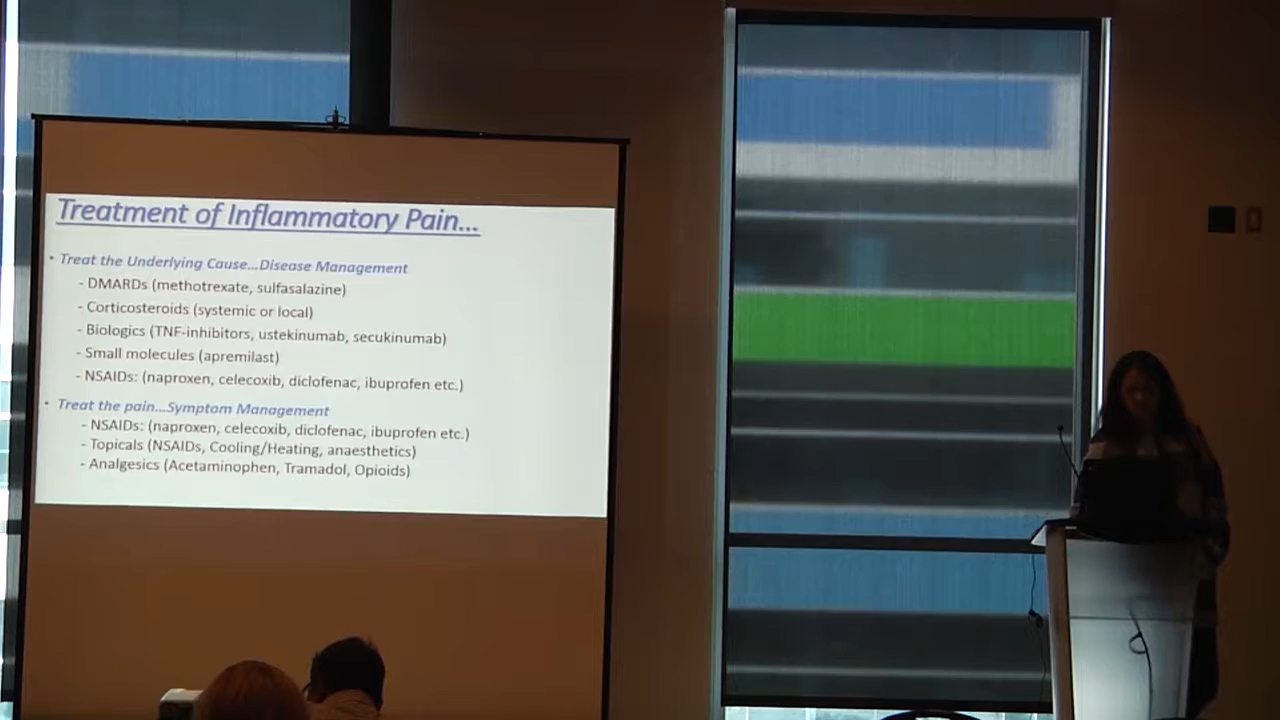 Treatment of Inflammatory Pain...
• Treat the Underlying Cause...Disease Management
- DMARDs (methotrexate, sulfasalazine)
- Corticosteroids (systemic or local)
- Biologics (TNF-inhibitors, ustekinumab, secukinumab)
- Small molecules (apremilast)
- NSAIDs: (naproxen, celecoxib, diclofenac, ibuprofen etc.)
• Treat the pain...Symptom Management
- NSAIDs: (naproxen, celecoxib, diclofenac, ibuprofen etc.)
- Topicals (NSAIDs, Cooling/Heating, anaesthetics)
- Analgesics (Acetaminophen, Tramadol, Opioids)